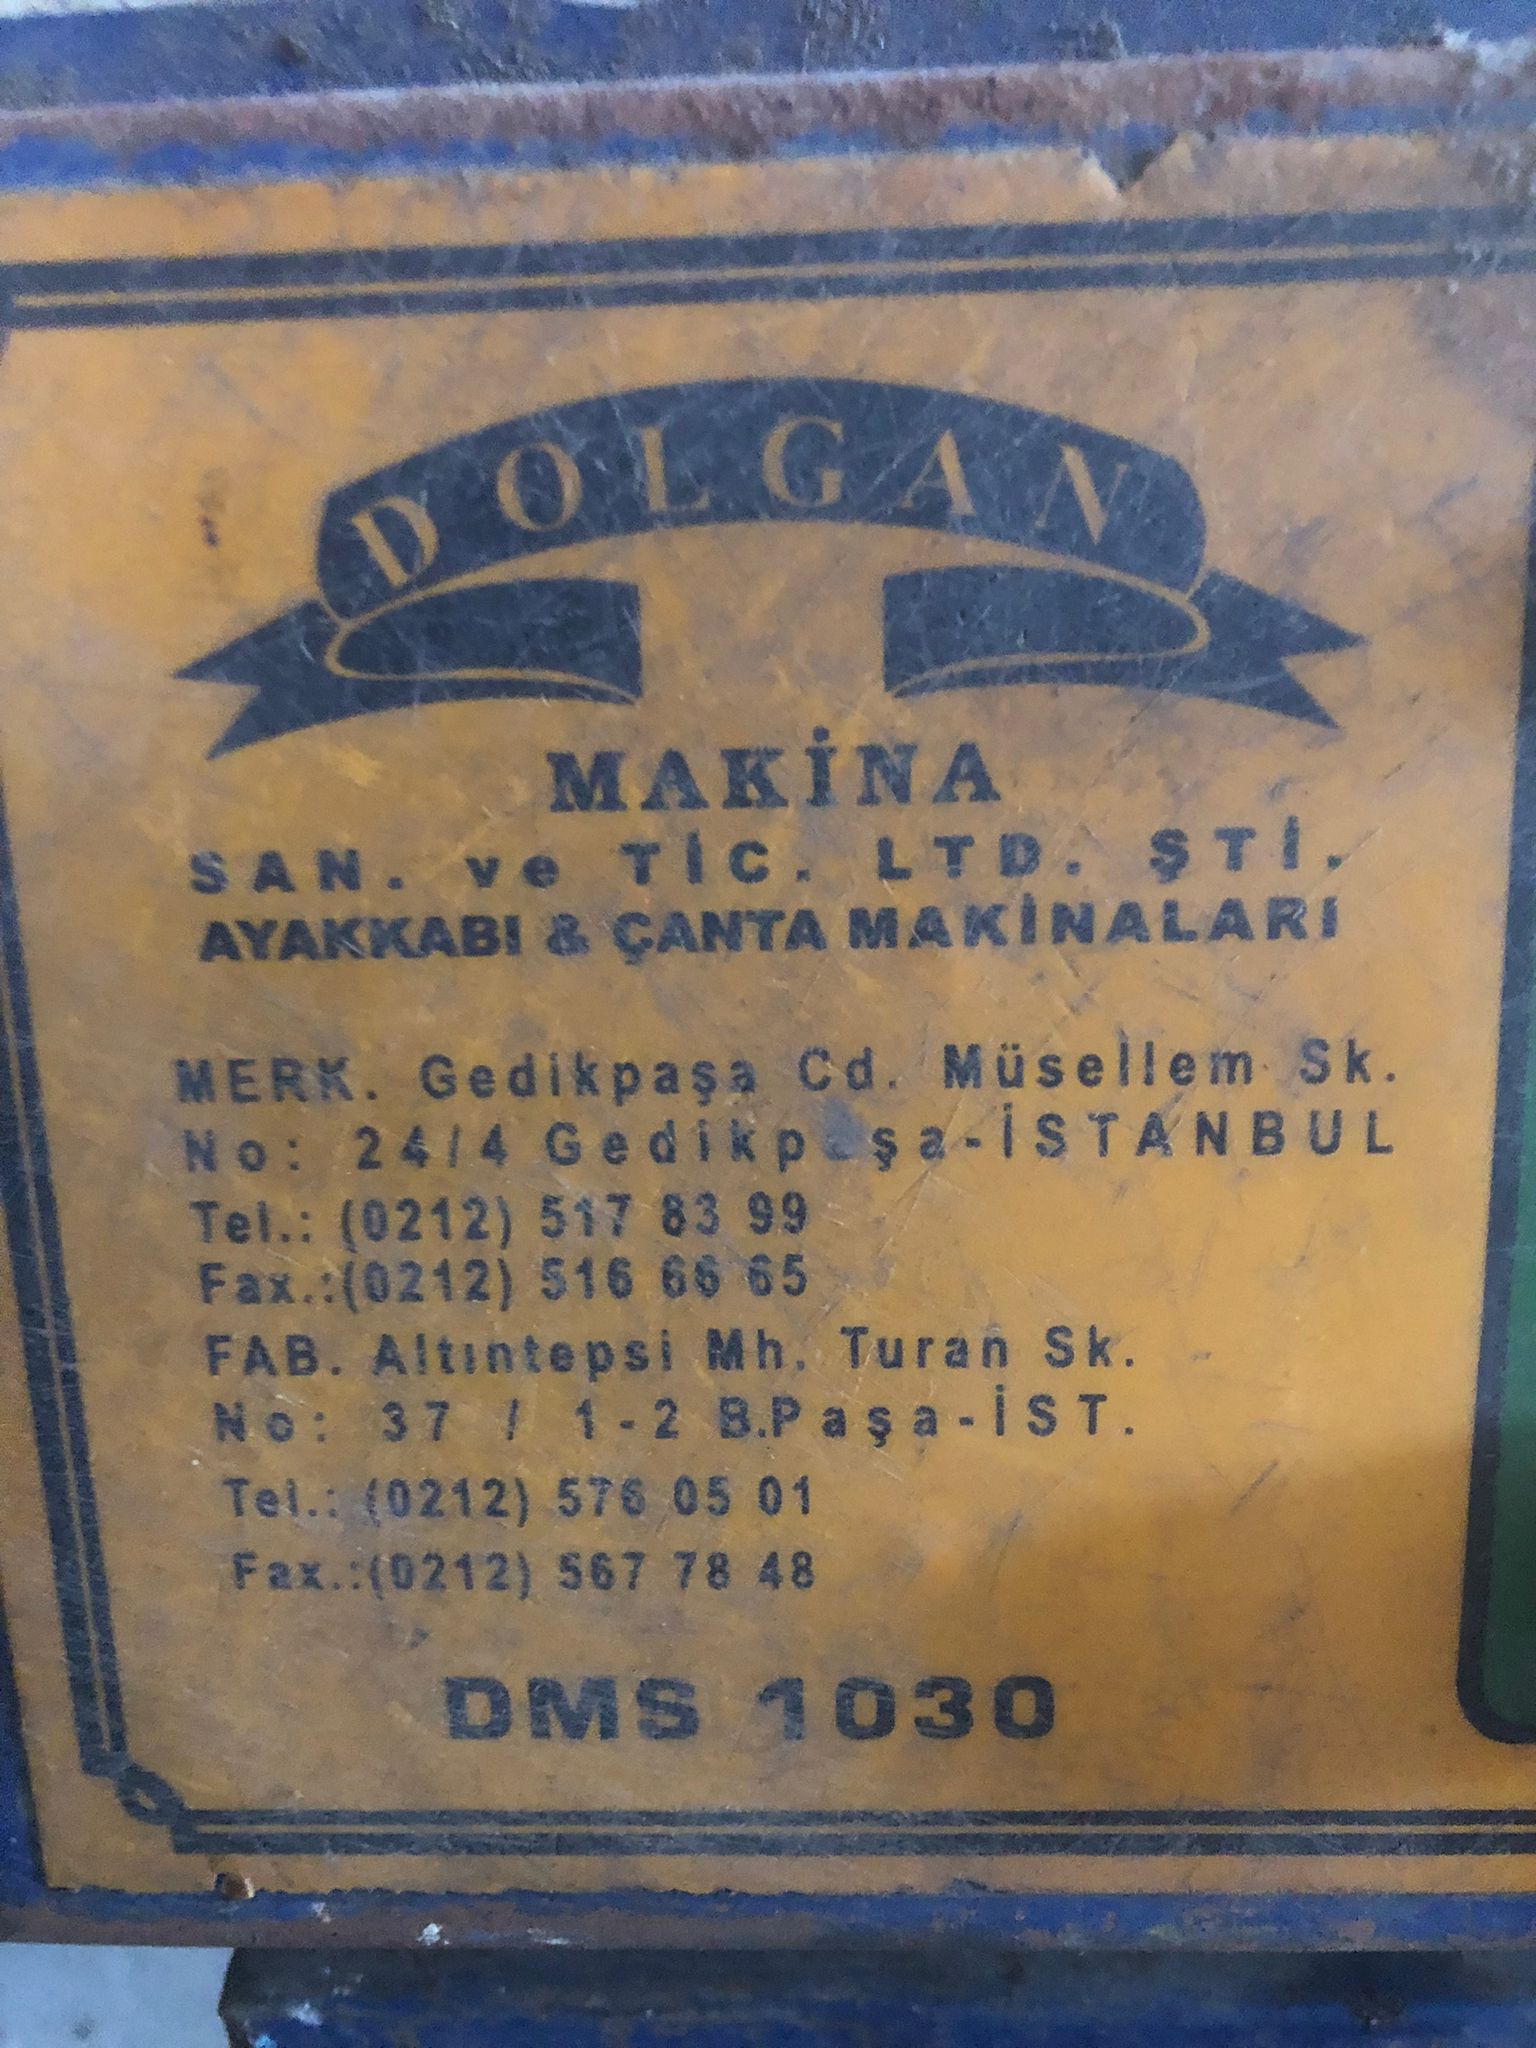 DOLGAN
MAKİNA
SAN. ve TİC. LTD. ŞTİ.
AYAKKABI & ÇANTA MAKİNALARI
MERK. Gedikpaşa Cd. Müsellem Sk.
No: 24/4 Gedikpaşa-İSTANBUL
Tel.: (0212) 517 83 99
Fax.:(0212) 516 66 65
FAB. Altıntepsi Mh. Turan Sk.
No: 37 / 1-2 B.Paşa-İST.
Tel.: (0212) 576 05 01
Fax.:(0212) 567 78 48
DMS 1030